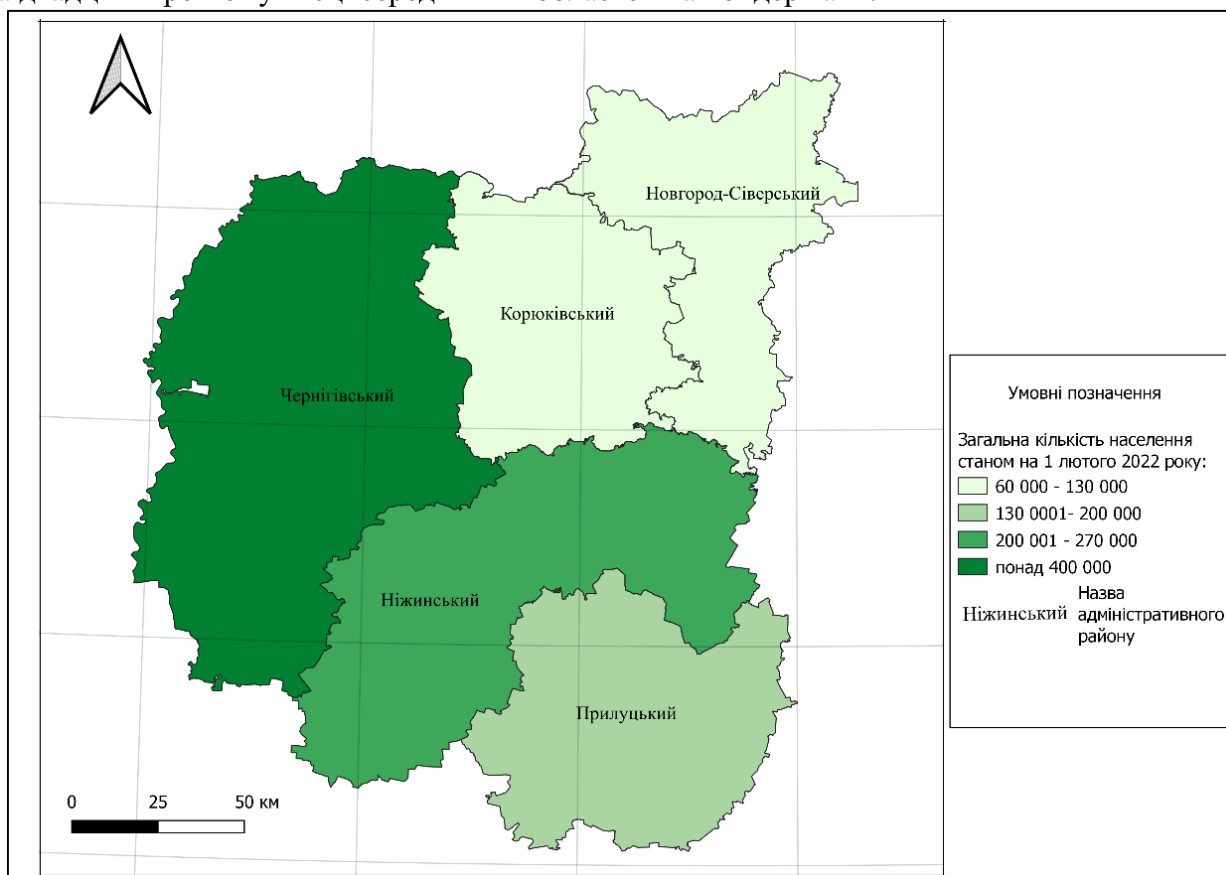 Новгород-Сіверський
Корюківський
Чернігівський
Ніжинський
Прилуцький
0 25 50 км
Умовні позначення
Загальна кількість населення
станом на 1 лютого 2022 року:
60 000 - 130 000
130 0001- 200 000
200 001 - 270 000
понад 400 000
Ніжинський
Назва
адміністративного
району